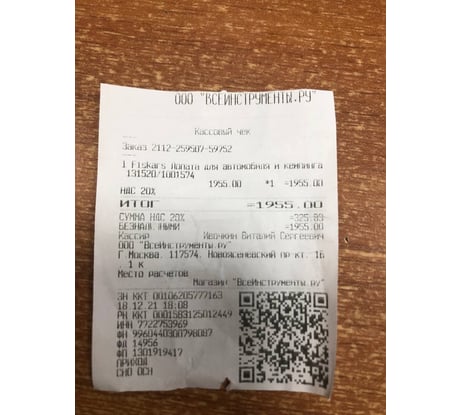 ООО "ВСЕИНСТРУМЕНТЫ.РУ"
Кассовый чек
Заказ 2112-259507-59752
1 Fiskars Лопата для автомобиля и кемпинга
131520/1001574
1955.00 *1 =1955.00
НДС 20%
ИТОГ =1955.00
СУММА НДС 20% =325.83
БЕЗНАЛИЧНЫМИ =1955.00
Кассир Ивочкин Виталий Сергеевич
ООО "ВсеИнструменты.ру"
Г.Москва. 117574. Новоясеневский пр-кт. 16
. 1 к
Место расчетов
Магазин "ВсеИнструменты.ру"
ЗН ККТ 00106205777163
18.12.21 18:08
РН ККТ 0001583125012449
ИНН 7722753969
ФН 9960440300798087
ФД 14956
ФП 1301919417
ПРИХОД
СНО ОСН